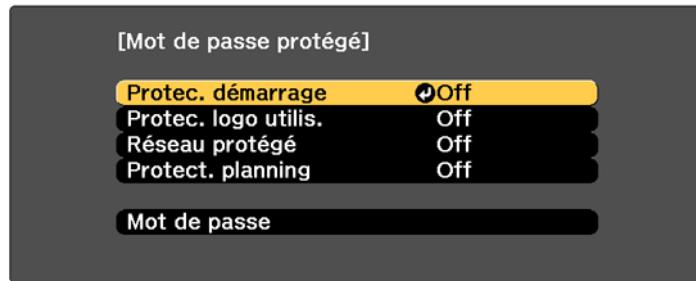 [Mot de passe protégé]
Protec. démarrage Off
Protec. logo utilis. Off
Réseau protégé Off
Protect. planning Off
Mot de passe